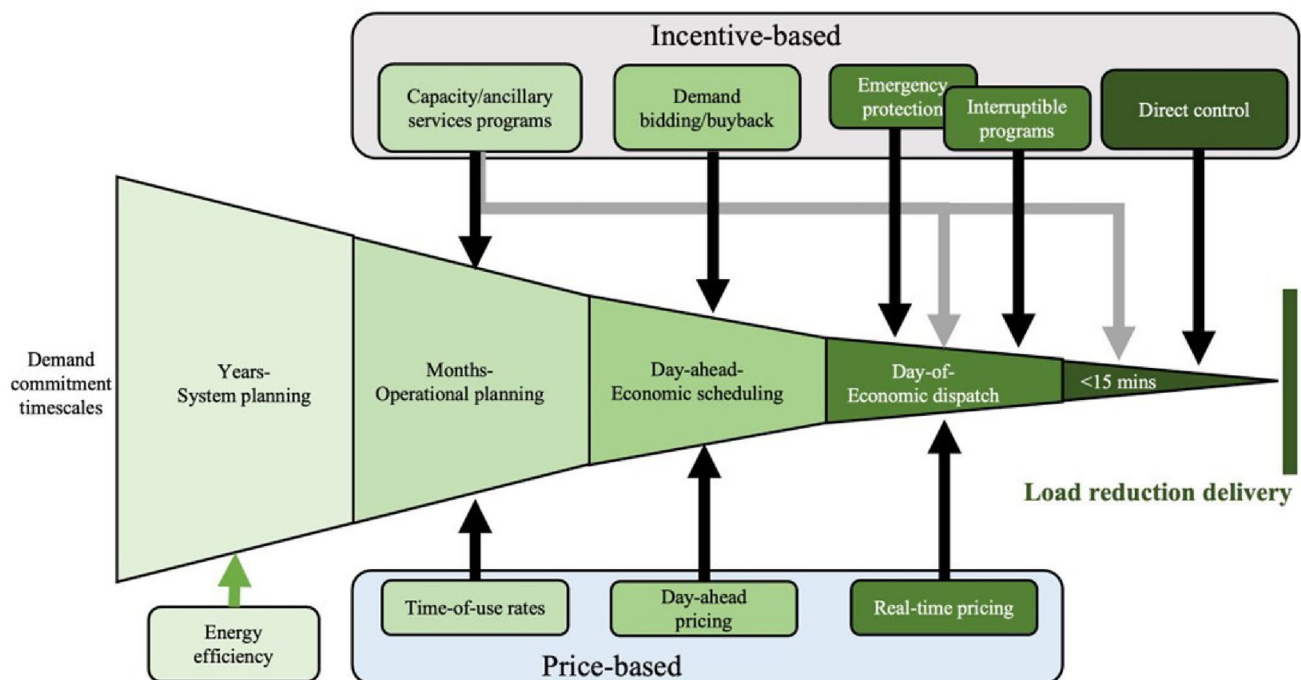 Incentive-based
Capacity/ancillary
services programs
Demand
bidding/buyback
Emergency
protection
Interruptible
programs
Direct control
Demand
commitment
timescales
Years-
System planning
Months-
Operational planning
Day-ahead-
Economic scheduling
Day-of-
Economic dispatch
<15 mins
Load reduction delivery
Energy
efficiency
Time-of-use rates
Day-ahead
pricing
Real-time pricing
Price-based